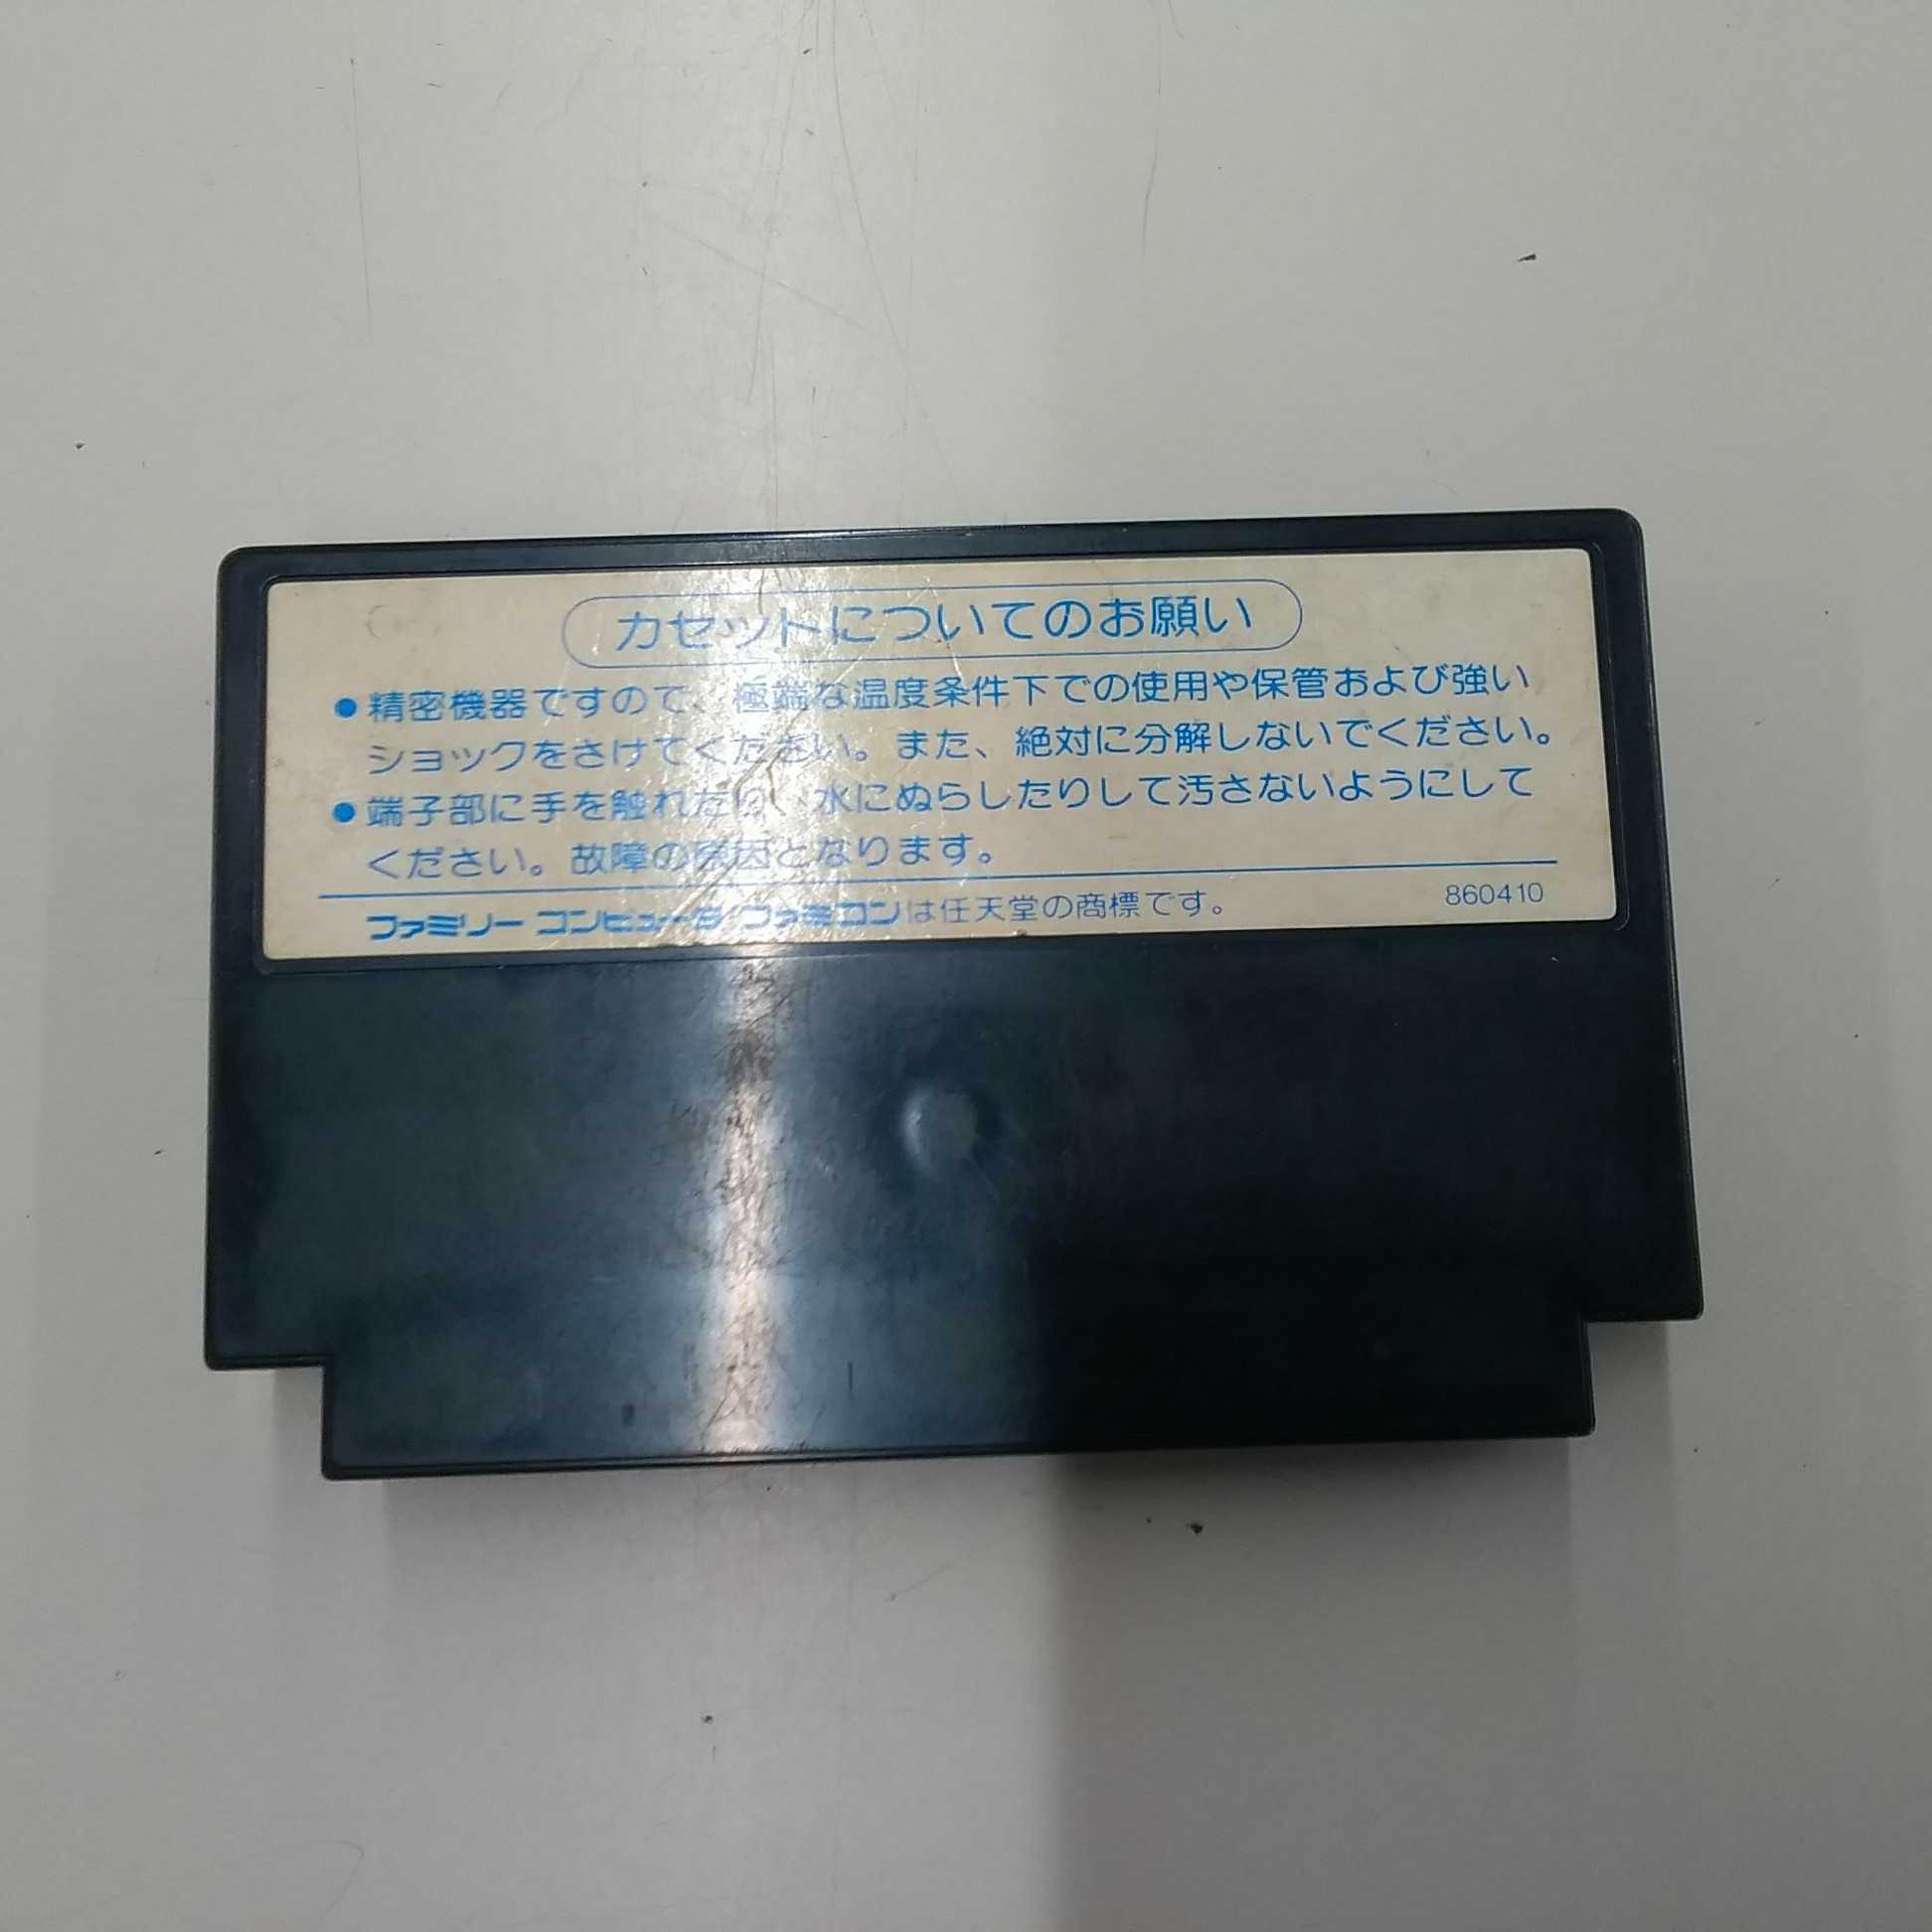 カセットについてのお願い
●精密機器ですので、極端な温度条件下での使用や保管および強い
ショックをさけてください。また、絶対に分解しないでください。
●端子部に手を触れたり、水にぬらしたりして汚さないようにして
ください。故障の原因となります。
ファミリー コンピュータ/ファミコンは任天堂の商標です。 860410